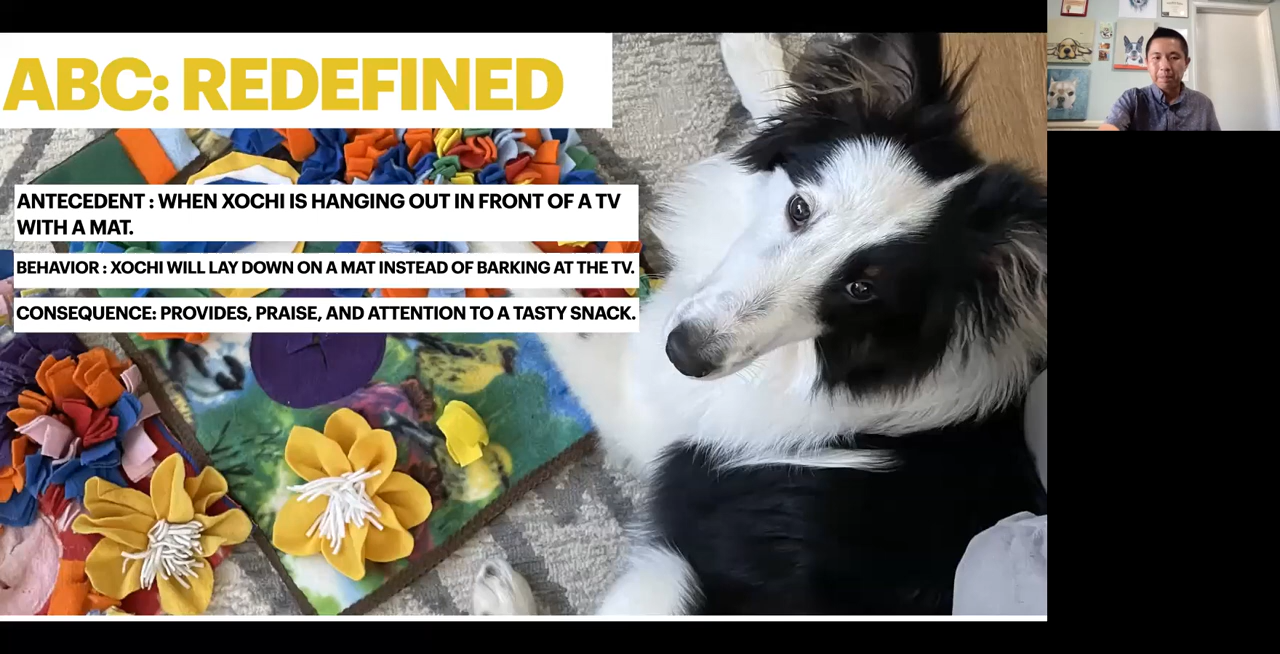 ABC: REDEFINED
ANTECEDENT : WHEN XOCHI IS HANGING OUT IN FRONT OF A TV
WITH A MAT.
BEHAVIOR : XOCHI WILL LAY DOWN ON A MAT INSTEAD OF BARKING AT THE TV.
CONSEQUENCE: PROVIDES, PRAISE, AND ATTENTION TO A TASTY SNACK.